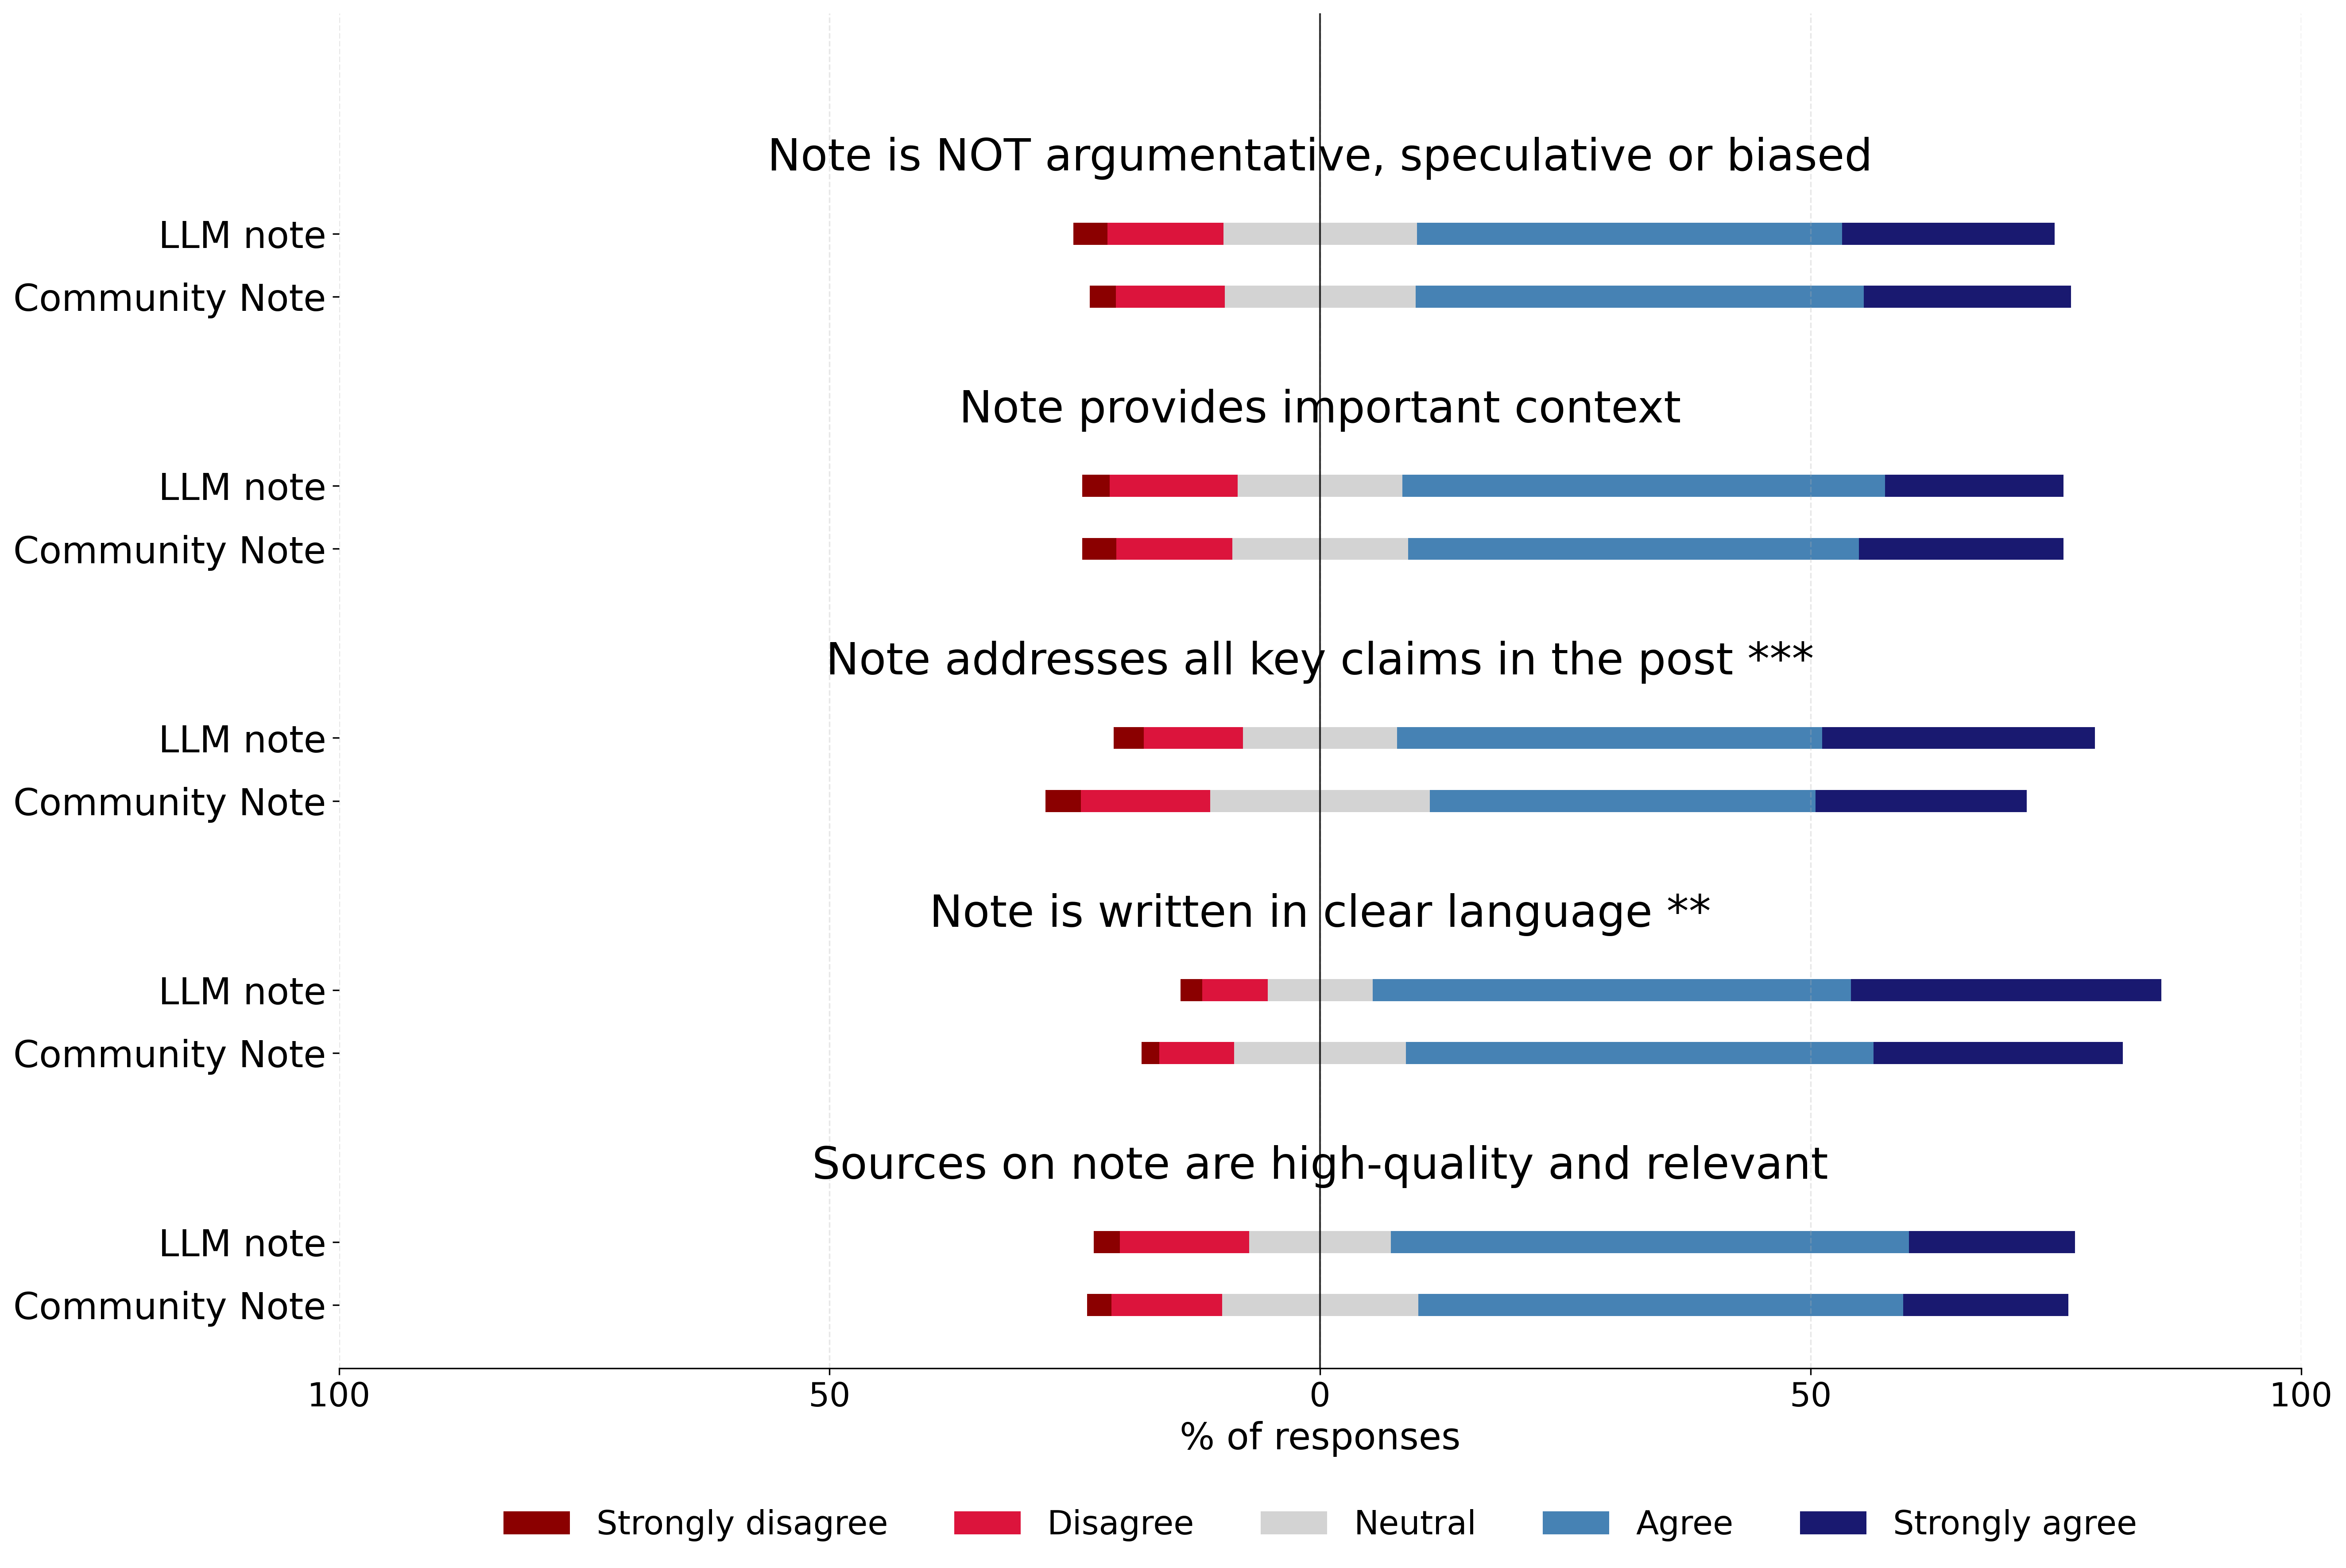 Note is NOT argumentative, speculative or biased
LLM note
Community Note
Note provides important context
LLM note
Community Note
Note addresses all key claims in the post ***
LLM note
Community Note
Note is written in clear language **
LLM note
Community Note
Sources on note are high-quality and relevant
LLM note
Community Note
100 50 0 50 100
% of responses
Strongly disagree Disagree Neutral Agree Strongly agree